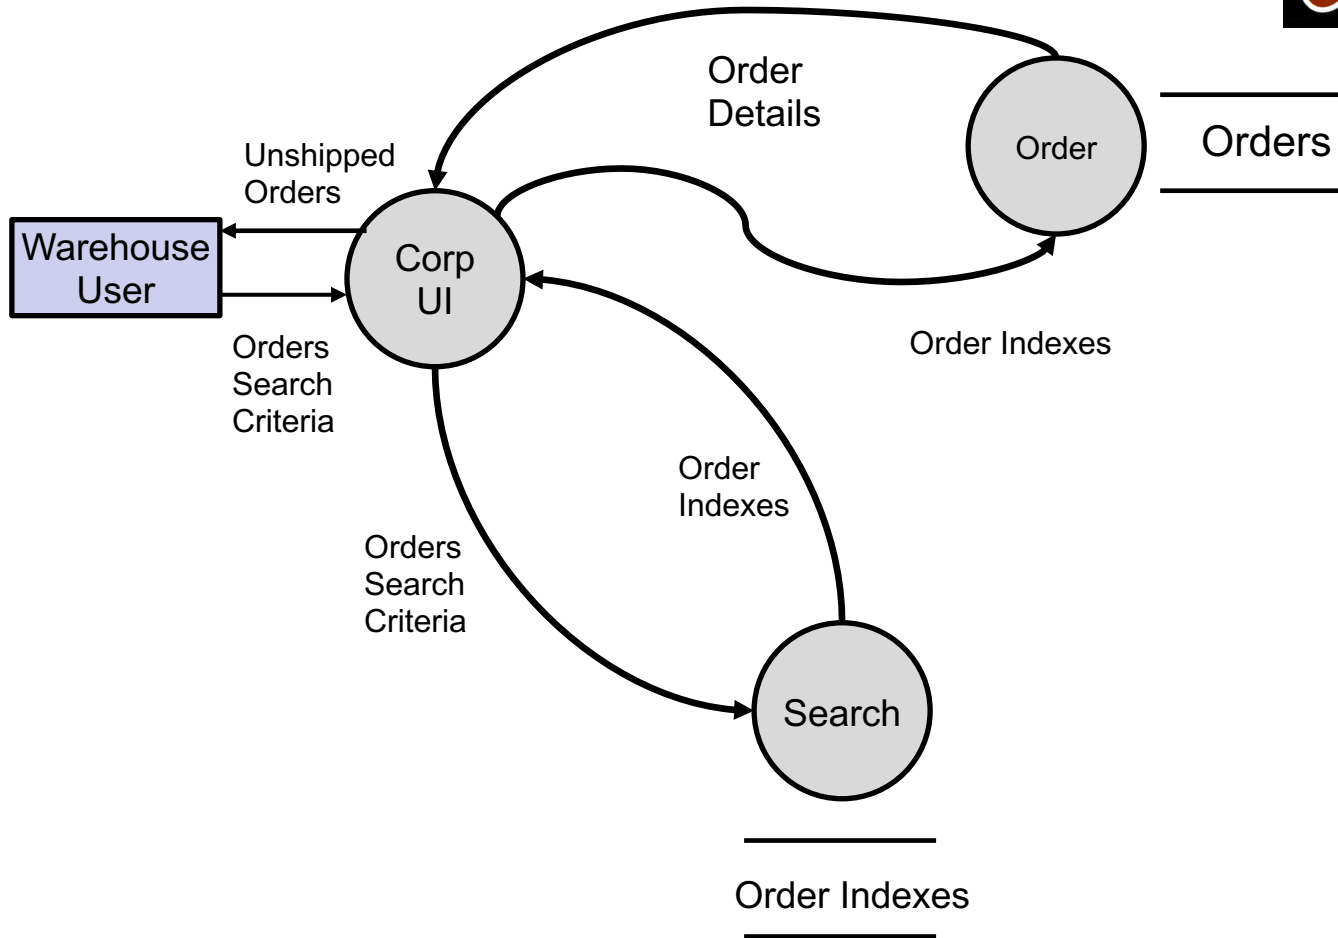 Order
Details
Order
Orders
Unshipped
Orders
Warehouse
User
Corp
UI
Orders
Search
Criteria
Order Indexes
Order
Indexes
Orders
Search
Criteria
Search
Order Indexes